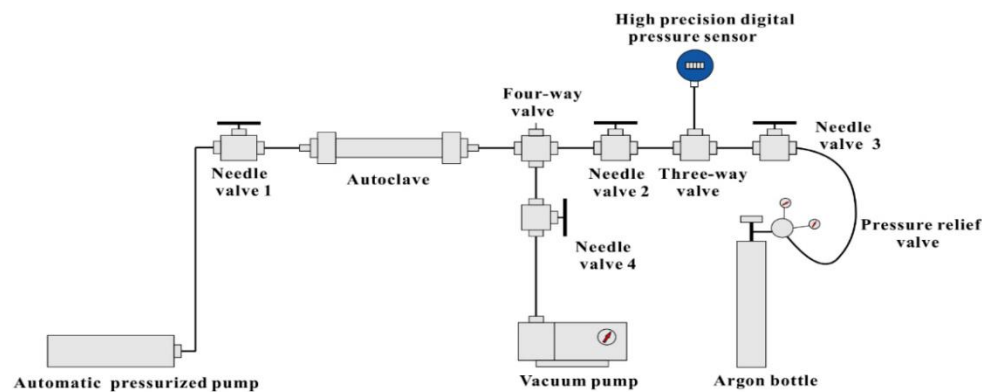 High precision digital
pressure sensor
Four-way
valve
Needle
valve 3
Needle
valve 1
Autoclave
Needle
valve 2
Three-way
valve
Pressure relief
valve
Needle
valve 4
Automatic pressurized pump
Vacuum pump
Argon bottle